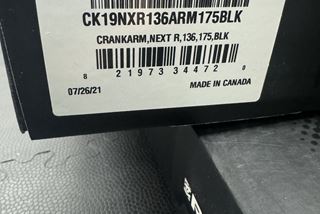 CK19NXR136ARM175BLK
CRANKARM,NEXT R,136,175,BLK
8 21973 34472 0
07/26/21 MADE IN CANADA